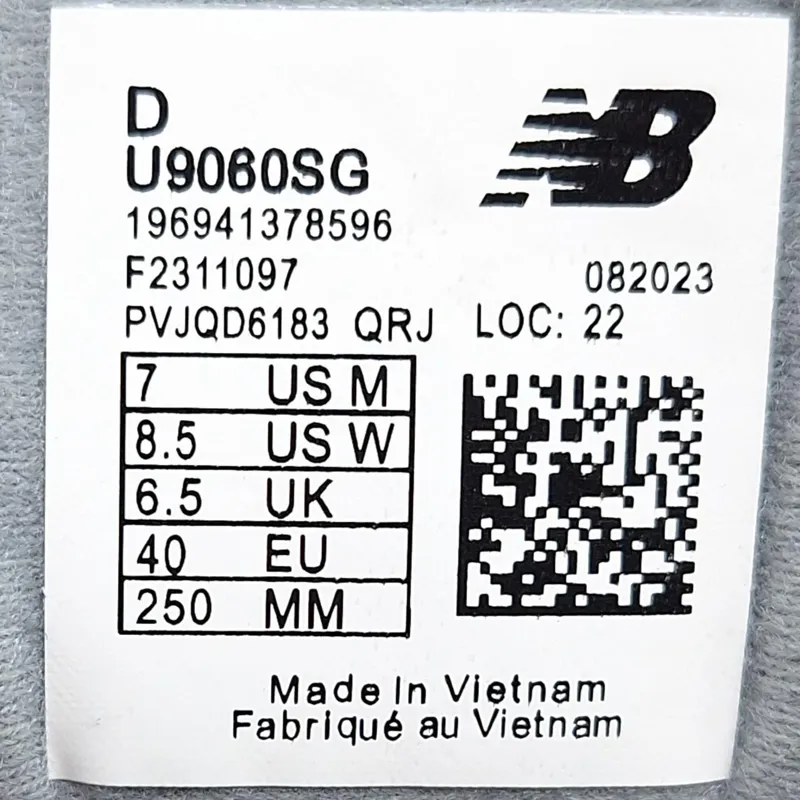 D
U9060SG
NB
196941378596
F2311097 082023
PVJQD6183 QRJ LOC: 22
7 US M
8.5 US W
6.5 UK
40 EU
250 MM
Made In Vietnam
Fabriqué au Vietnam